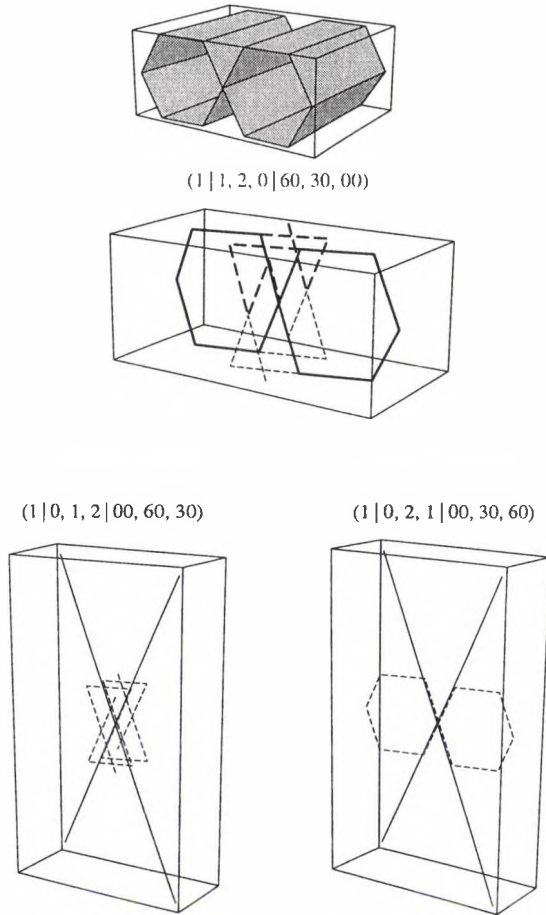 (1 | 1, 2, 0 | 60, 30, 00)
(1 | 0, 1, 2 | 00, 60, 30)
(1 | 0, 2, 1 | 00, 30, 60)